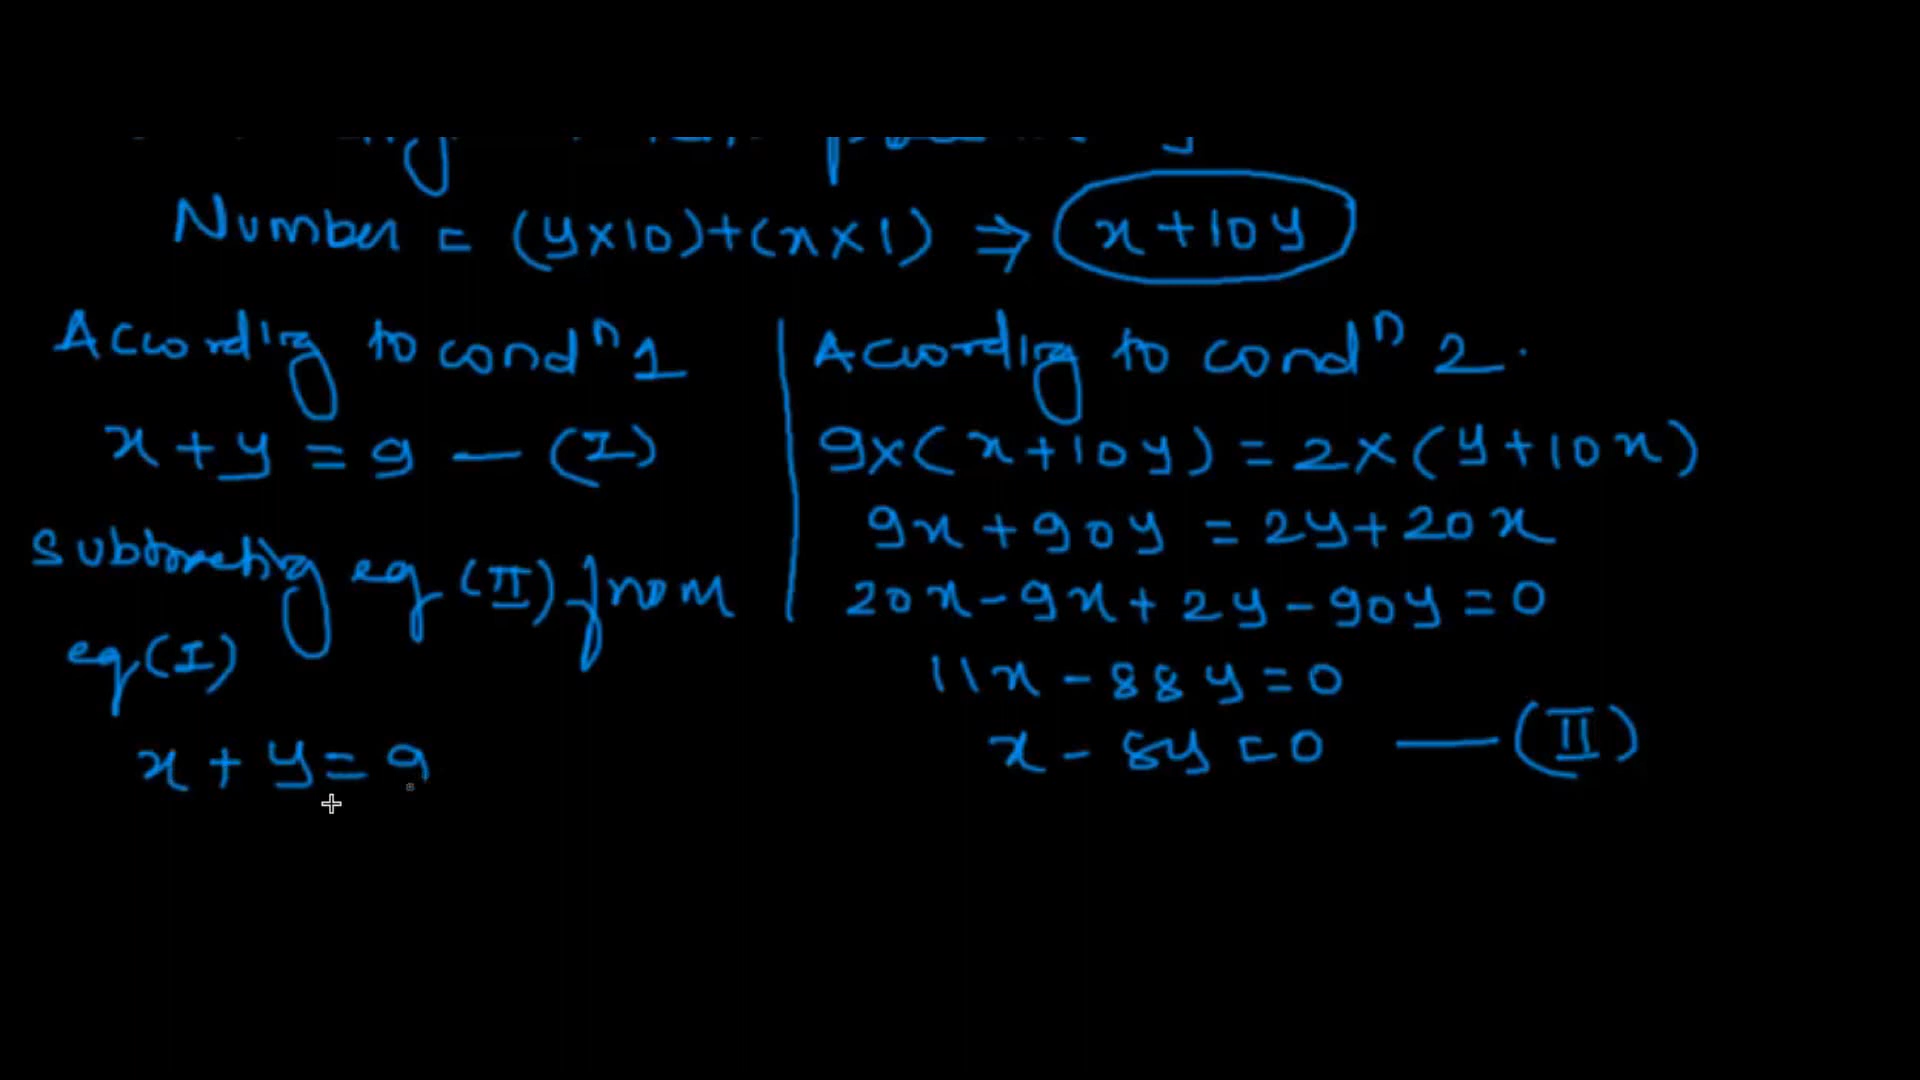 Number = (y×10)+(x×1) ⇒ x+10y
According to condⁿ 1
x + y = 9 — (I)
Subtracting eq (II) from
eq (I)
x + y = 9
According to condⁿ 2.
9×(x+10y) = 2×(y+10x)
9x + 90y = 2y + 20x
20x - 9x + 2y - 90y = 0
11x - 88y = 0
x - 8y = 0 — (II)